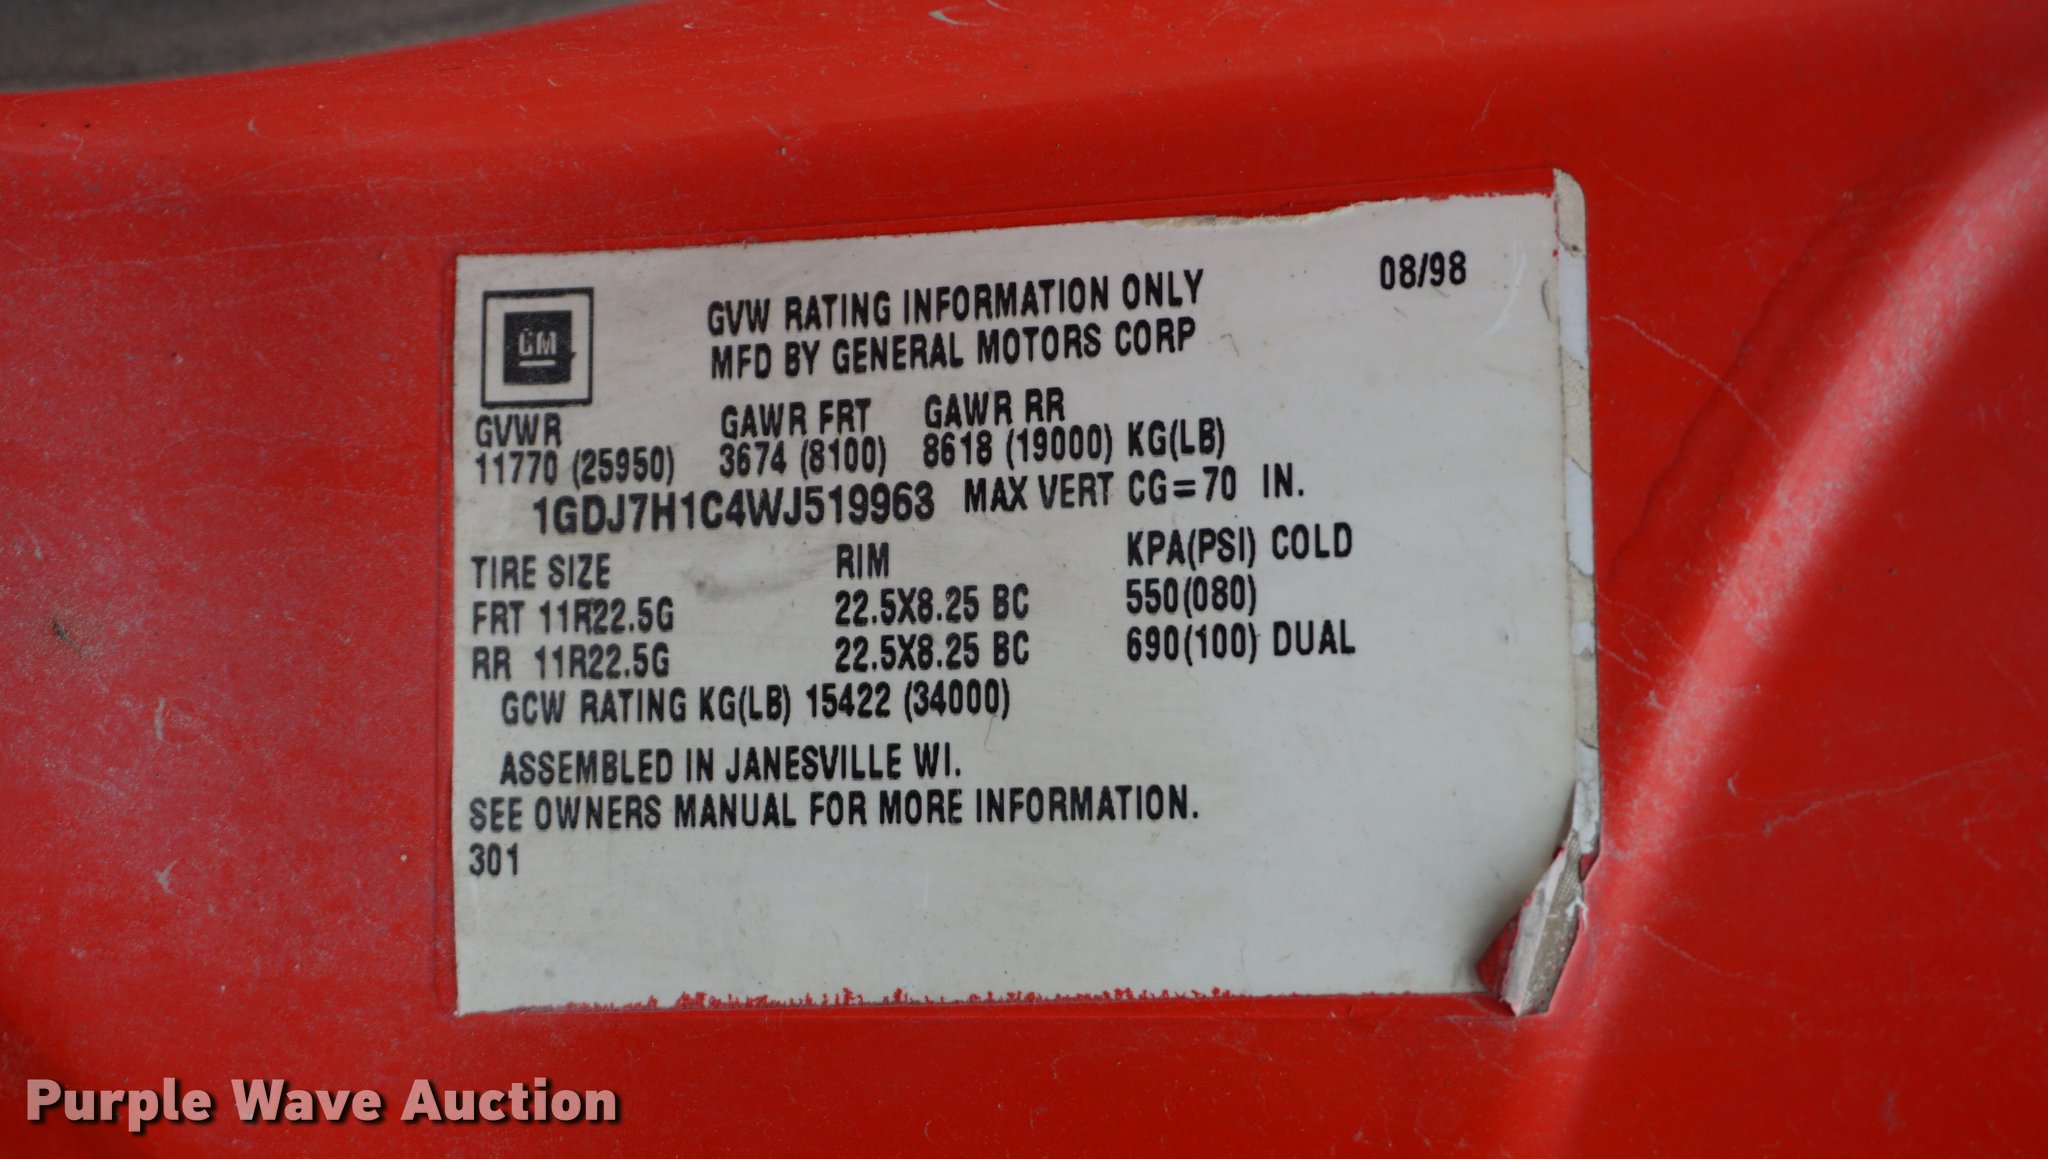 08/98
GM
GVW RATING INFORMATION ONLY
MFD BY GENERAL MOTORS CORP
GVWR GAWR FRT GAWR RR
11770 (25950) 3674 (8100) 8618 (19000) KG(LB)
1GDJ7H1C4WJ519963 MAX VERT CG=70 IN.
TIRE SIZE RIM KPA(PSI) COLD
FRT 11R22.5G 22.5X8.25 BC 550(080)
RR 11R22.5G 22.5X8.25 BC 690(100) DUAL
GCW RATING KG(LB) 15422 (34000)
ASSEMBLED IN JANESVILLE WI.
SEE OWNERS MANUAL FOR MORE INFORMATION.
301
Purple Wave Auction